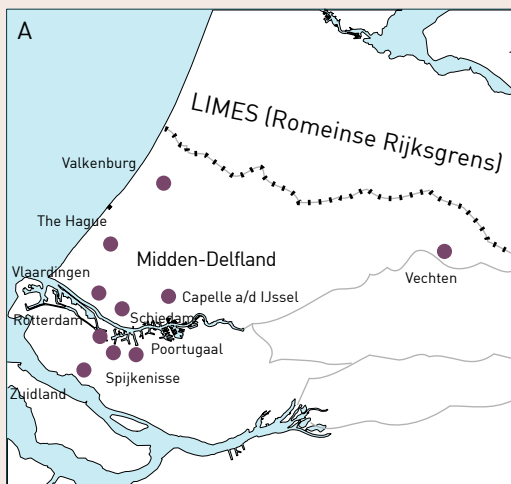 A
LIMES (Romeinse Rijksgrens)
Valkenburg
The Hague
Midden-Delfland
Vlaardingen
Vechten
Capelle a/d IJssel
Schiedam
Rotterdam
Poortugaal
Spijkenisse
Zuidland